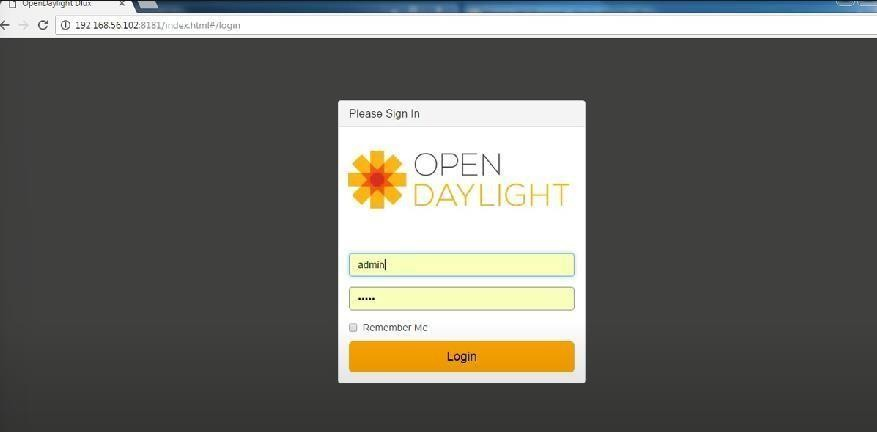 OpenDaylight Dlux
192.168.56.102:8181/index.html#/login
Please Sign In
OPEN
DAYLIGHT
admin
•••••
Remember Me
Login